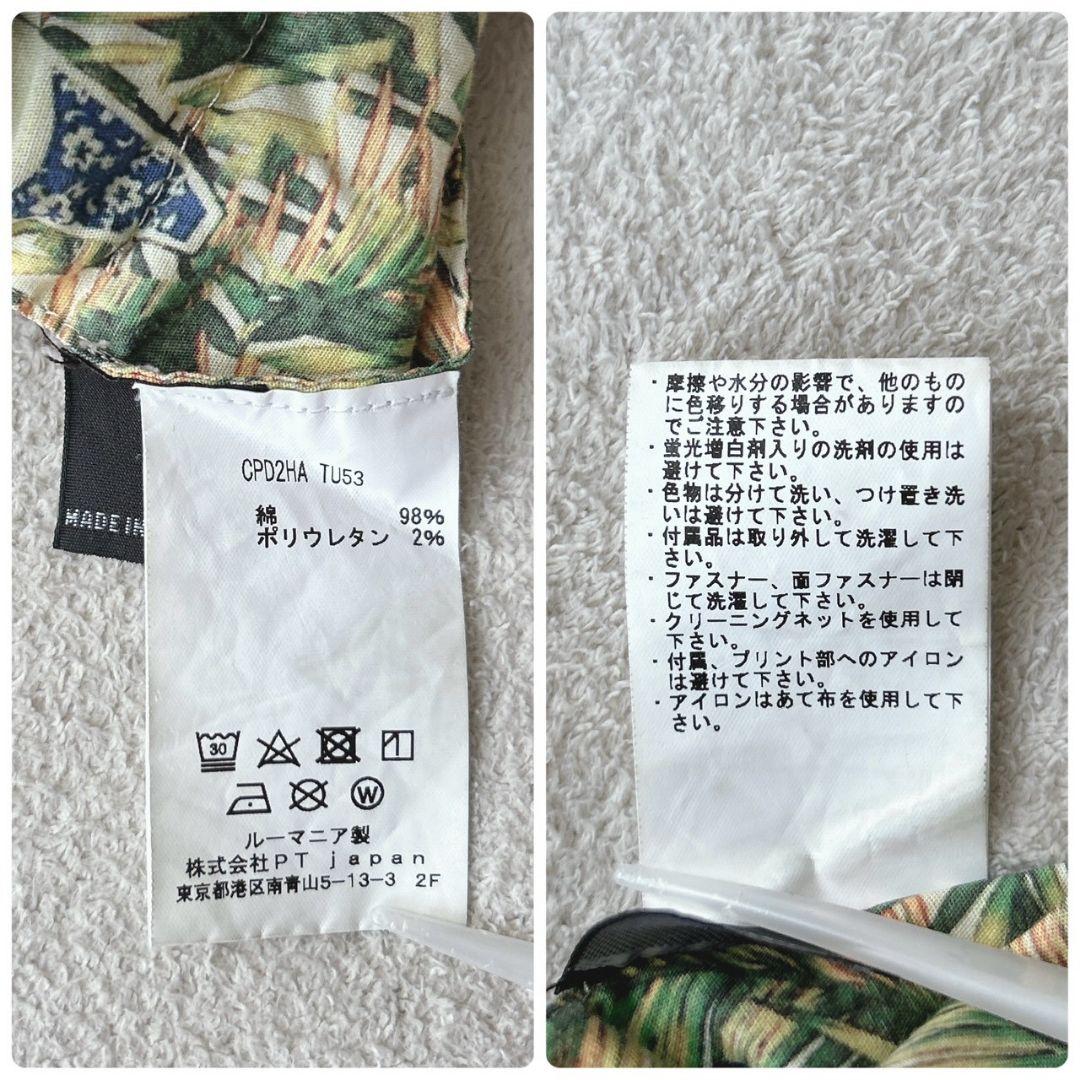 MADE IN
CPD2HA TU53
綿 98%
ポリウレタン 2%
30
W
ルーマニア製
株式会社PT japan
東京都港区南青山5-13-3 2F
・摩擦や水分の影響で、他のもの
に色移りする場合がありますの
でご注意下さい。
・蛍光増白剤入りの洗剤の使用は
避けて下さい。
・色物は分けて洗い、つけ置き洗
いは避けて下さい。
・付属品は取り外して洗濯して下
さい。
・ファスナー、面ファスナーは閉
じて洗濯して下さい。
・クリーニングネットを使用して
下さい。
・付属、プリント部へのアイロン
は避けて下さい。
・アイロンはあて布を使用して下
さい。